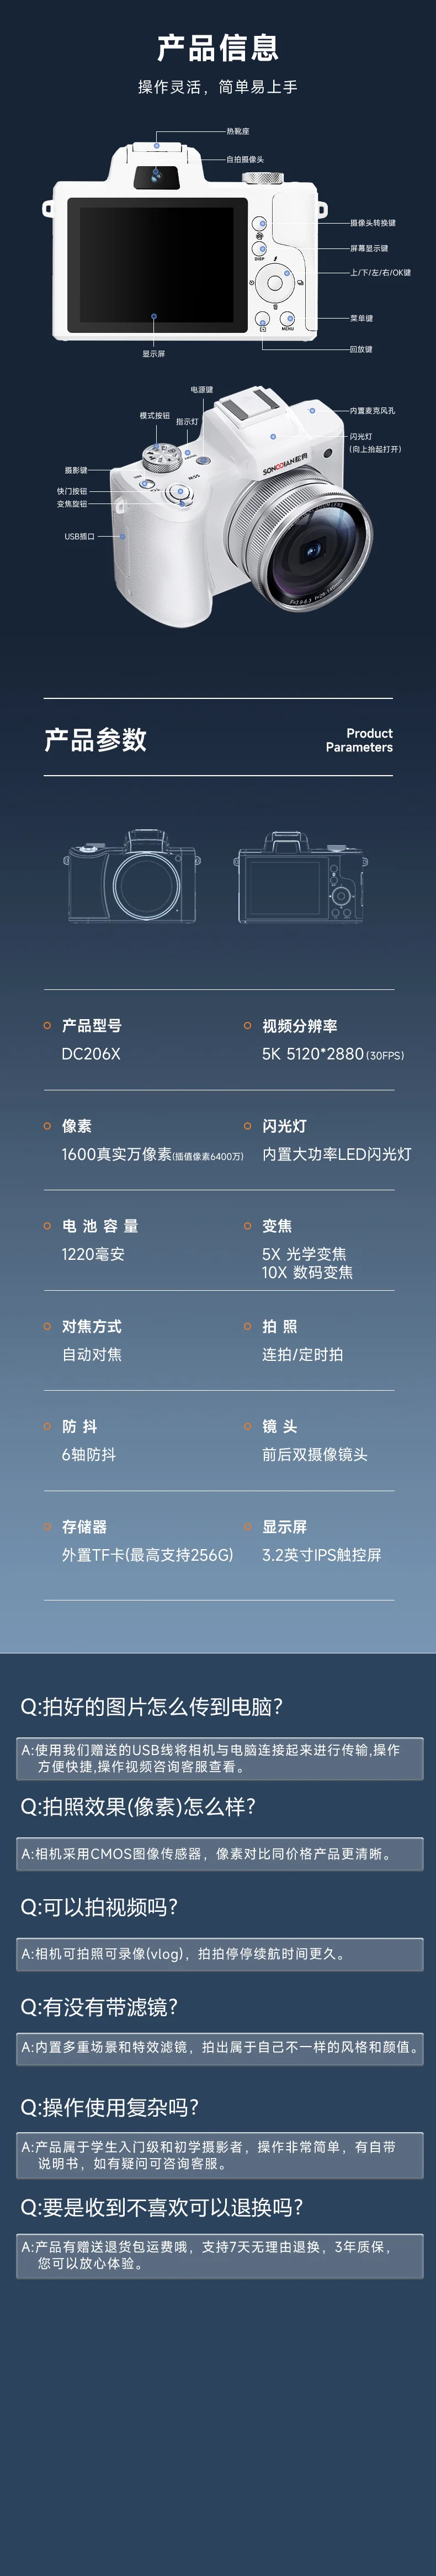 产品信息
操作灵活，简单易上手
热靴座
自拍摄像头
摄像头转换键
屏幕显示键
DISP
上/下/左/右/OK键
菜单键
MENU
回放键
显示屏
电源键
模式按钮
指示灯
内置麦克风孔
闪光灯
(向上抬起打开)
SONGDIAN松典
摄影键
快门按钮
变焦旋钮
USB插口
产品参数
Product
Parameters
产品型号
DC206X
视频分辨率
5K 5120*2880(30FPS)
像素
1600真实万像素(插值像素6400万)
闪光灯
内置大功率LED闪光灯
电池容量
1220毫安
变焦
5X 光学变焦
10X 数码变焦
对焦方式
自动对焦
拍 照
连拍/定时拍
防 抖
6轴防抖
镜 头
前后双摄像镜头
存储器
外置TF卡(最高支持256G)
显示屏
3.2英寸IPS触控屏
Q:拍好的图片怎么传到电脑?
A:使用我们赠送的USB线将相机与电脑连接起来进行传输,操作
方便快捷,操作视频咨询客服查看。
Q:拍照效果(像素)怎么样?
A:相机采用CMOS图像传感器，像素对比同价格产品更清晰。
Q:可以拍视频吗?
A:相机可拍照可录像(vlog)，拍拍停停续航时间更久。
Q:有没有带滤镜?
A:内置多重场景和特效滤镜，拍出属于自己不一样的风格和颜值。
Q:操作使用复杂吗?
A:产品属于学生入门级和初学摄影者，操作非常简单，有自带
说明书，如有疑问可咨询客服。
Q:要是收到不喜欢可以退换吗?
A:产品有赠送退货包运费哦，支持7天无理由退换，3年质保，
您可以放心体验。